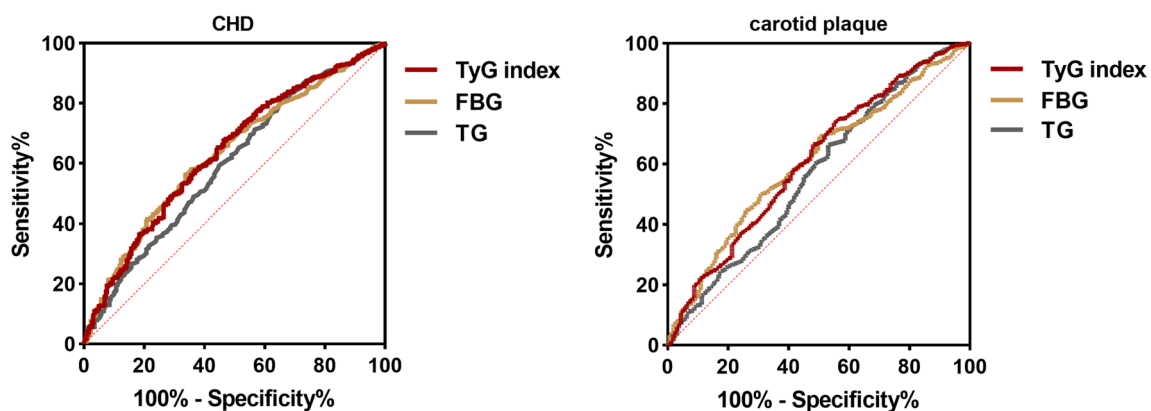 CHD
100
80
60
40
20
0
Sensitivity%
0 20 40 60 80 100
100% - Specificity%
TyG index
FBG
TG
carotid plaque
100
80
60
40
20
0
Sensitivity%
0 20 40 60 80 100
100% - Specificity%
TyG index
FBG
TG